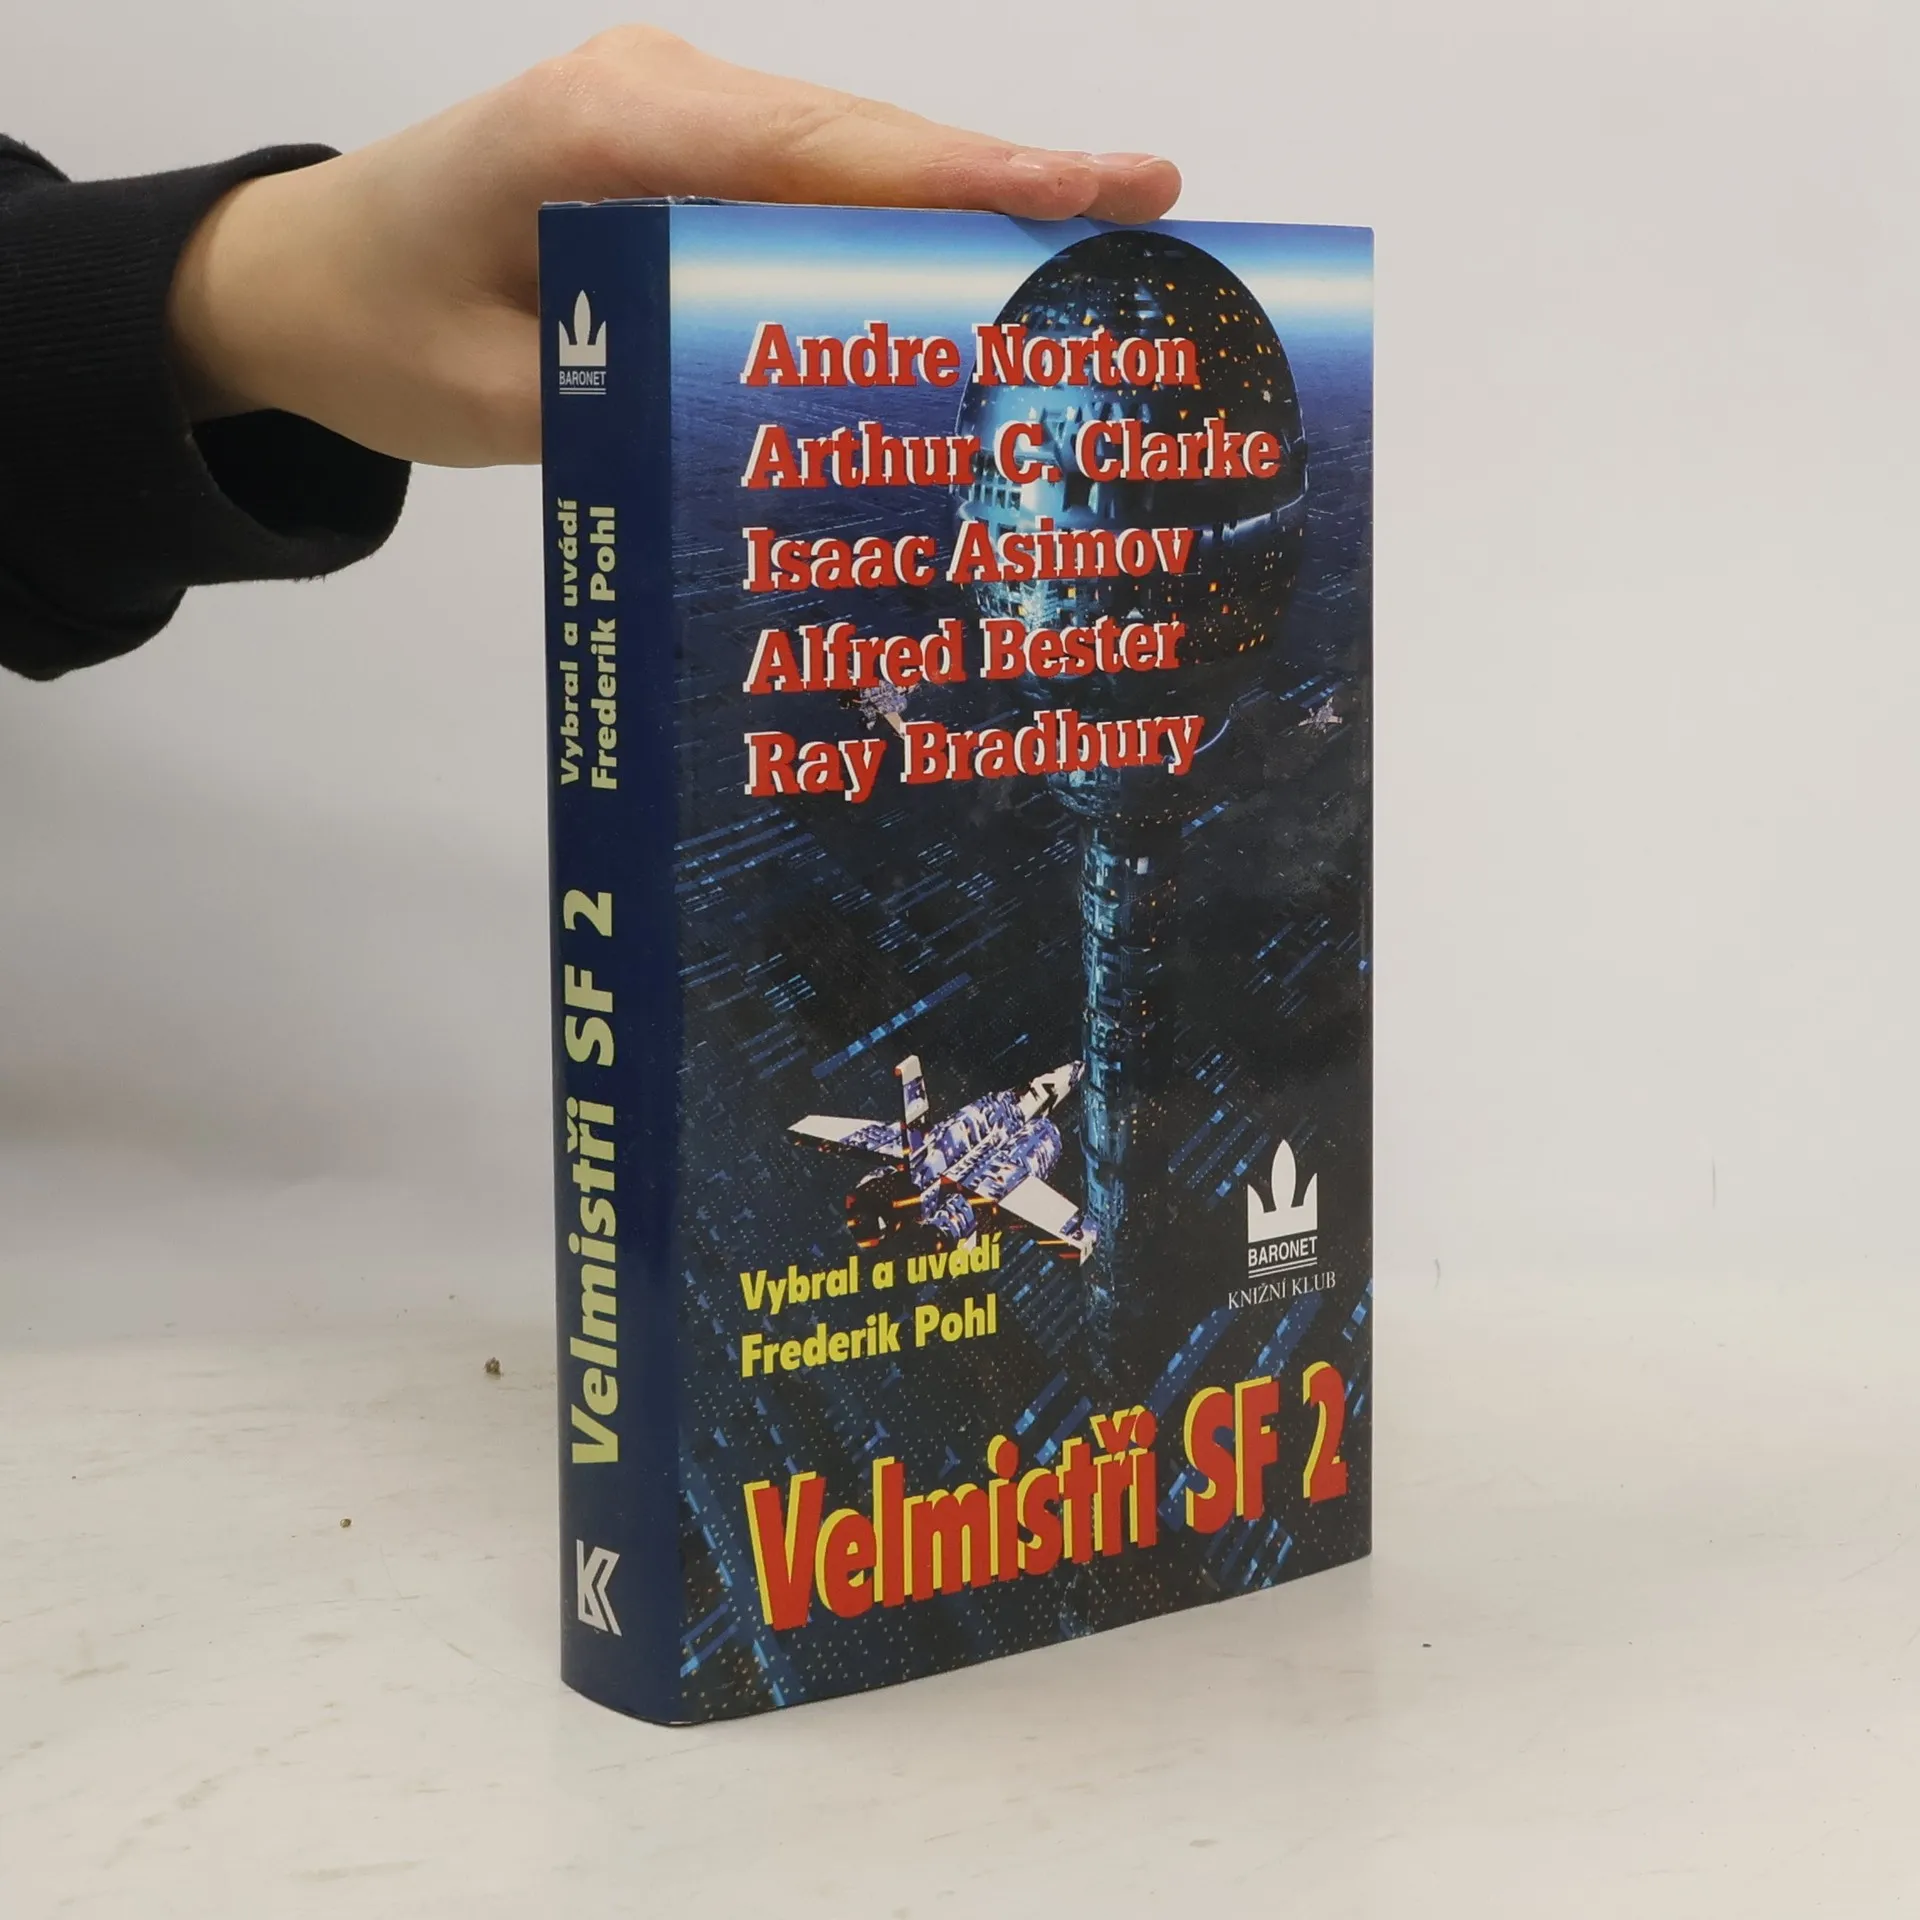 BARONET
Vybral a uvádí
Frederik Pohl
Velmistři SF 2
Andre Norton
Arthur C. Clarke
Isaac Asimov
Alfred Bester
Ray Bradbury
BARONET
KNIŽNÍ KLUB
Vybral a uvádí
Frederik Pohl
Velmistři SF 2